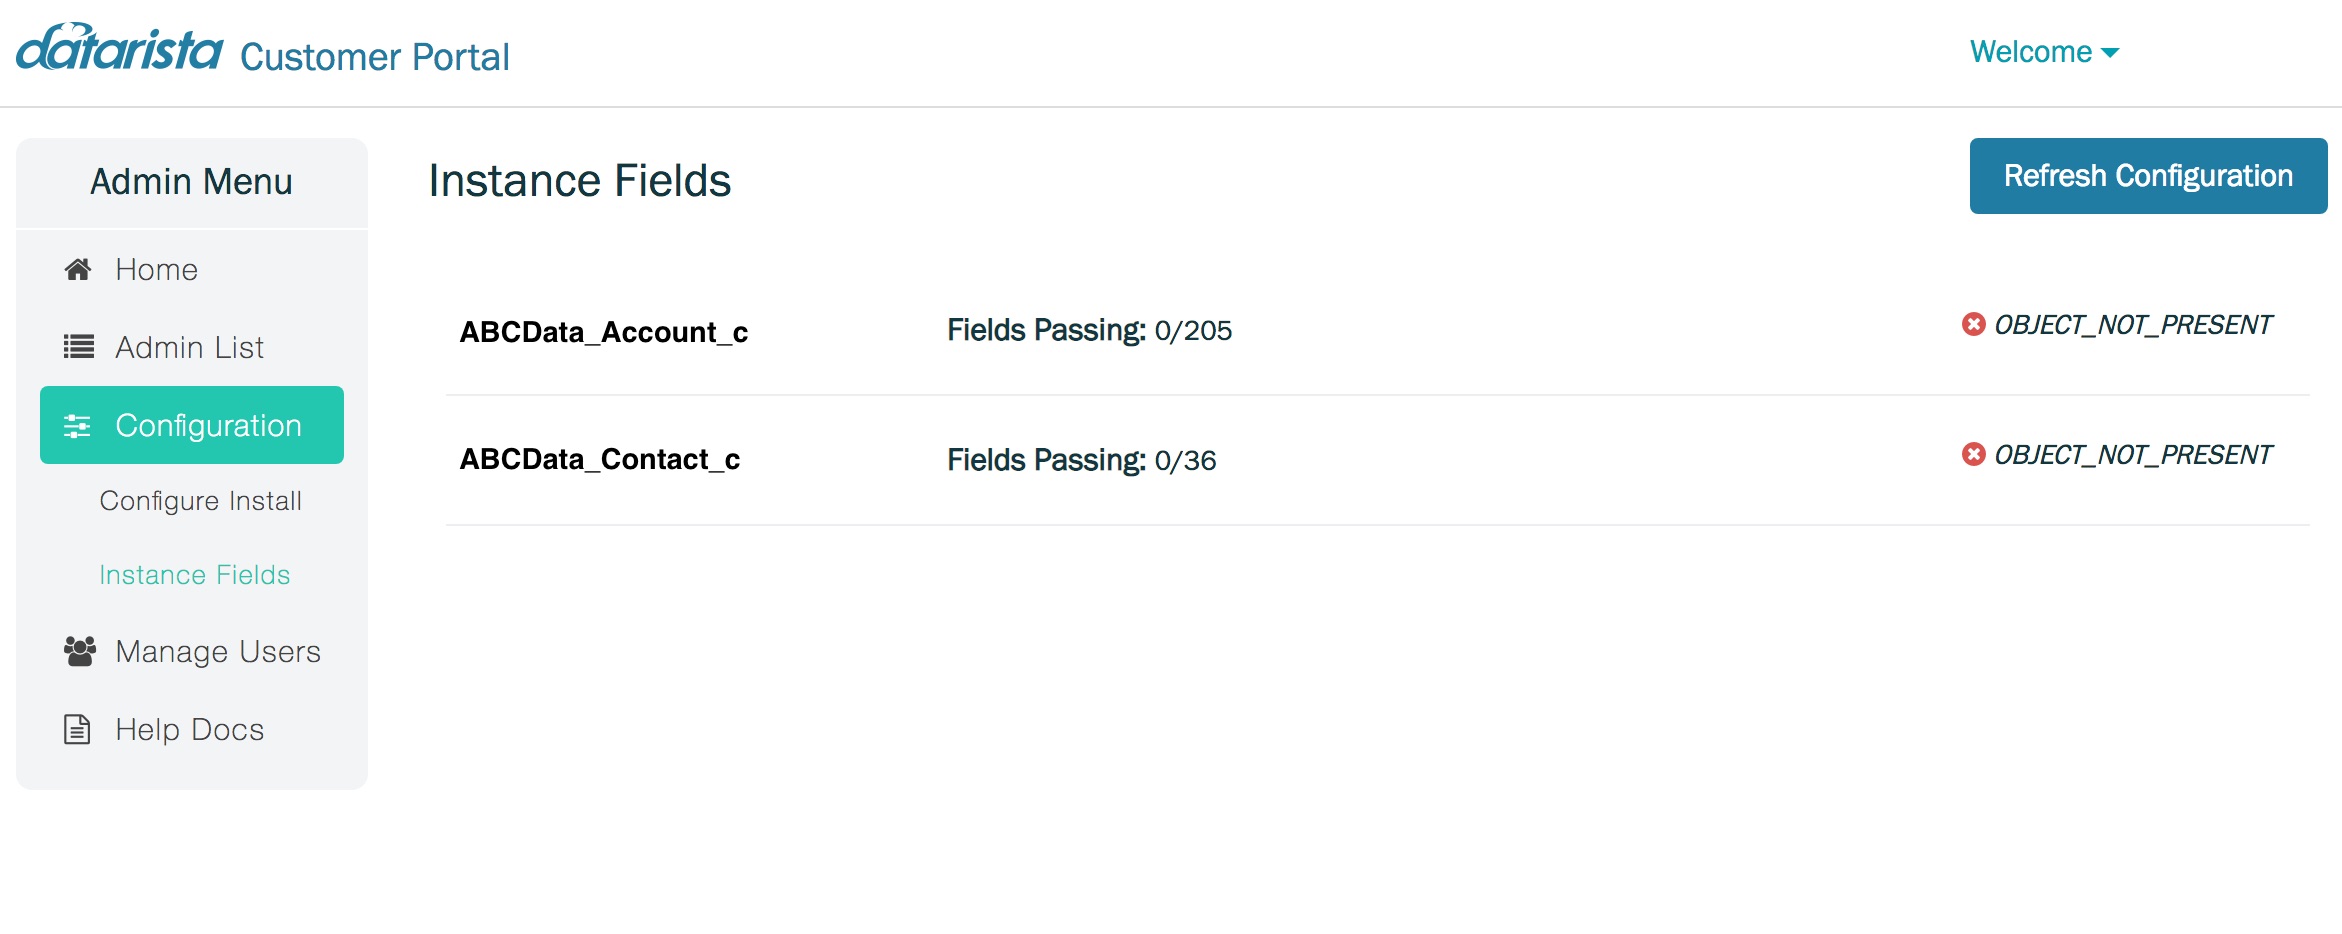 datarista Customer Portal
Welcome
Admin Menu
Home
Admin List
Configuration
Configure Install
Instance Fields
Manage Users
Help Docs
Instance Fields
Refresh Configuration
ABCData_Account_c Fields Passing: 0/205 OBJECT_NOT_PRESENT
ABCData_Contact_c Fields Passing: 0/36 OBJECT_NOT_PRESENT